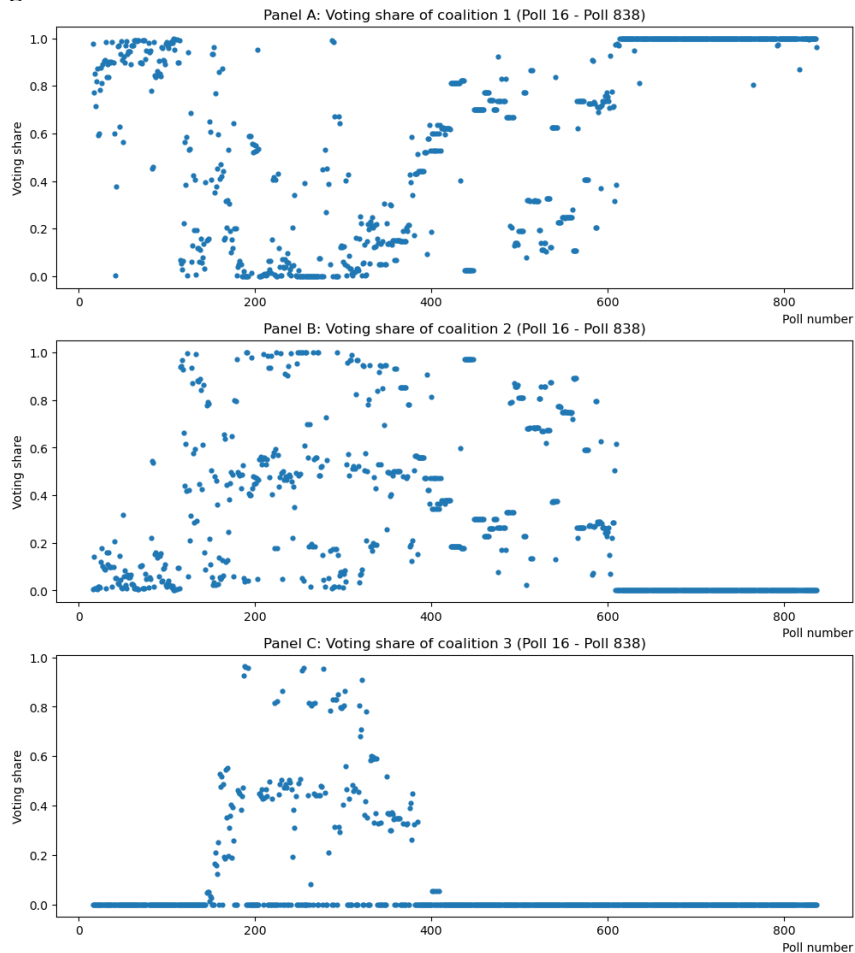 Panel A: Voting share of coalition 1 (Poll 16 - Poll 838)
1.0
0.8
0.6
0.4
0.2
0.0
Voting share
0 200 400 600 800
Poll number
Panel B: Voting share of coalition 2 (Poll 16 - Poll 838)
1.0
0.8
0.6
0.4
0.2
0.0
Voting share
0 200 400 600 800
Poll number
Panel C: Voting share of coalition 3 (Poll 16 - Poll 838)
1.0
0.8
0.6
0.4
0.2
0.0
Voting share
0 200 400 600 800
Poll number